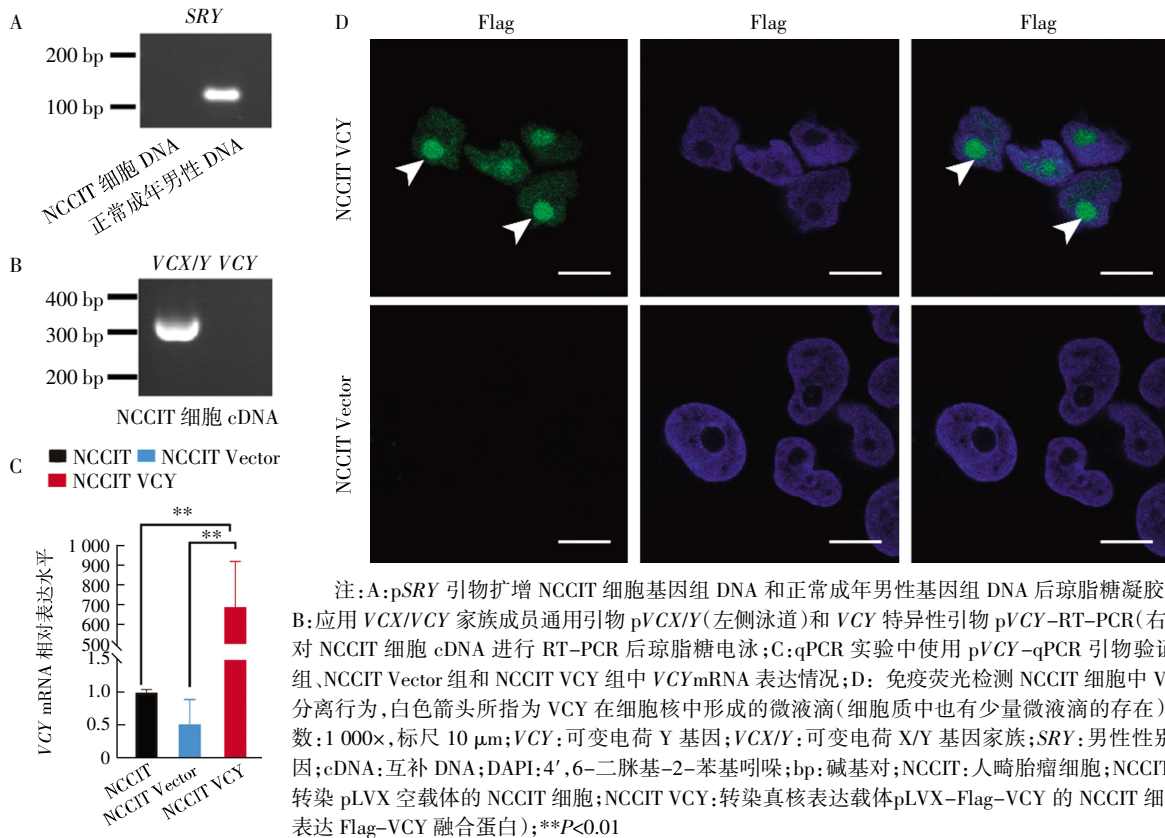 A
SRY
200 bp
100 bp
NCCIT 细胞 DNA
正常成年男性 DNA
B
VCX/Y VCY
400 bp
300 bp
200 bp
NCCIT 细胞 cDNA
C
NCCIT NCCIT Vector
NCCIT VCY
**
**
VCY mRNA 相对表达水平
1 000
900
800
700
600
500
1.5
1.0
0.5
0
NCCIT
NCCIT Vector
NCCIT VCY
D
Flag Flag Flag
NCCIT VCY
NCCIT Vector
注:A:pSRY 引物扩增 NCCIT 细胞基因组 DNA 和正常成年男性基因组 DNA 后琼脂糖凝胶
B:应用 VCX/VCY 家族成员通用引物 pVCX/Y(左侧泳道)和 VCY 特异性引物 pVCY-RT-PCR(右
对 NCCIT 细胞 cDNA 进行 RT-PCR 后琼脂糖电泳;C:qPCR 实验中使用 pVCY-qPCR 引物验证
组、NCCIT Vector 组和 NCCIT VCY 组中 VCYmRNA 表达情况;D: 免疫荧光检测 NCCIT 细胞中 V
分离行为,白色箭头所指为 VCY 在细胞核中形成的微液滴(细胞质中也有少量微液滴的存在)
数:1 000×,标尺 10 μm;VCY:可变电荷 Y 基因;VCX/Y:可变电荷 X/Y 基因家族;SRY:男性性别
因;cDNA:互补 DNA;DAPI:4′,6-二脒基-2-苯基吲哚;bp:碱基对;NCCIT:人畸胎瘤细胞;NCCIT
转染 pLVX 空载体的 NCCIT 细胞;NCCIT VCY:转染真核表达载体pLVX-Flag-VCY 的 NCCIT 细
表达 Flag-VCY 融合蛋白);**P<0.01